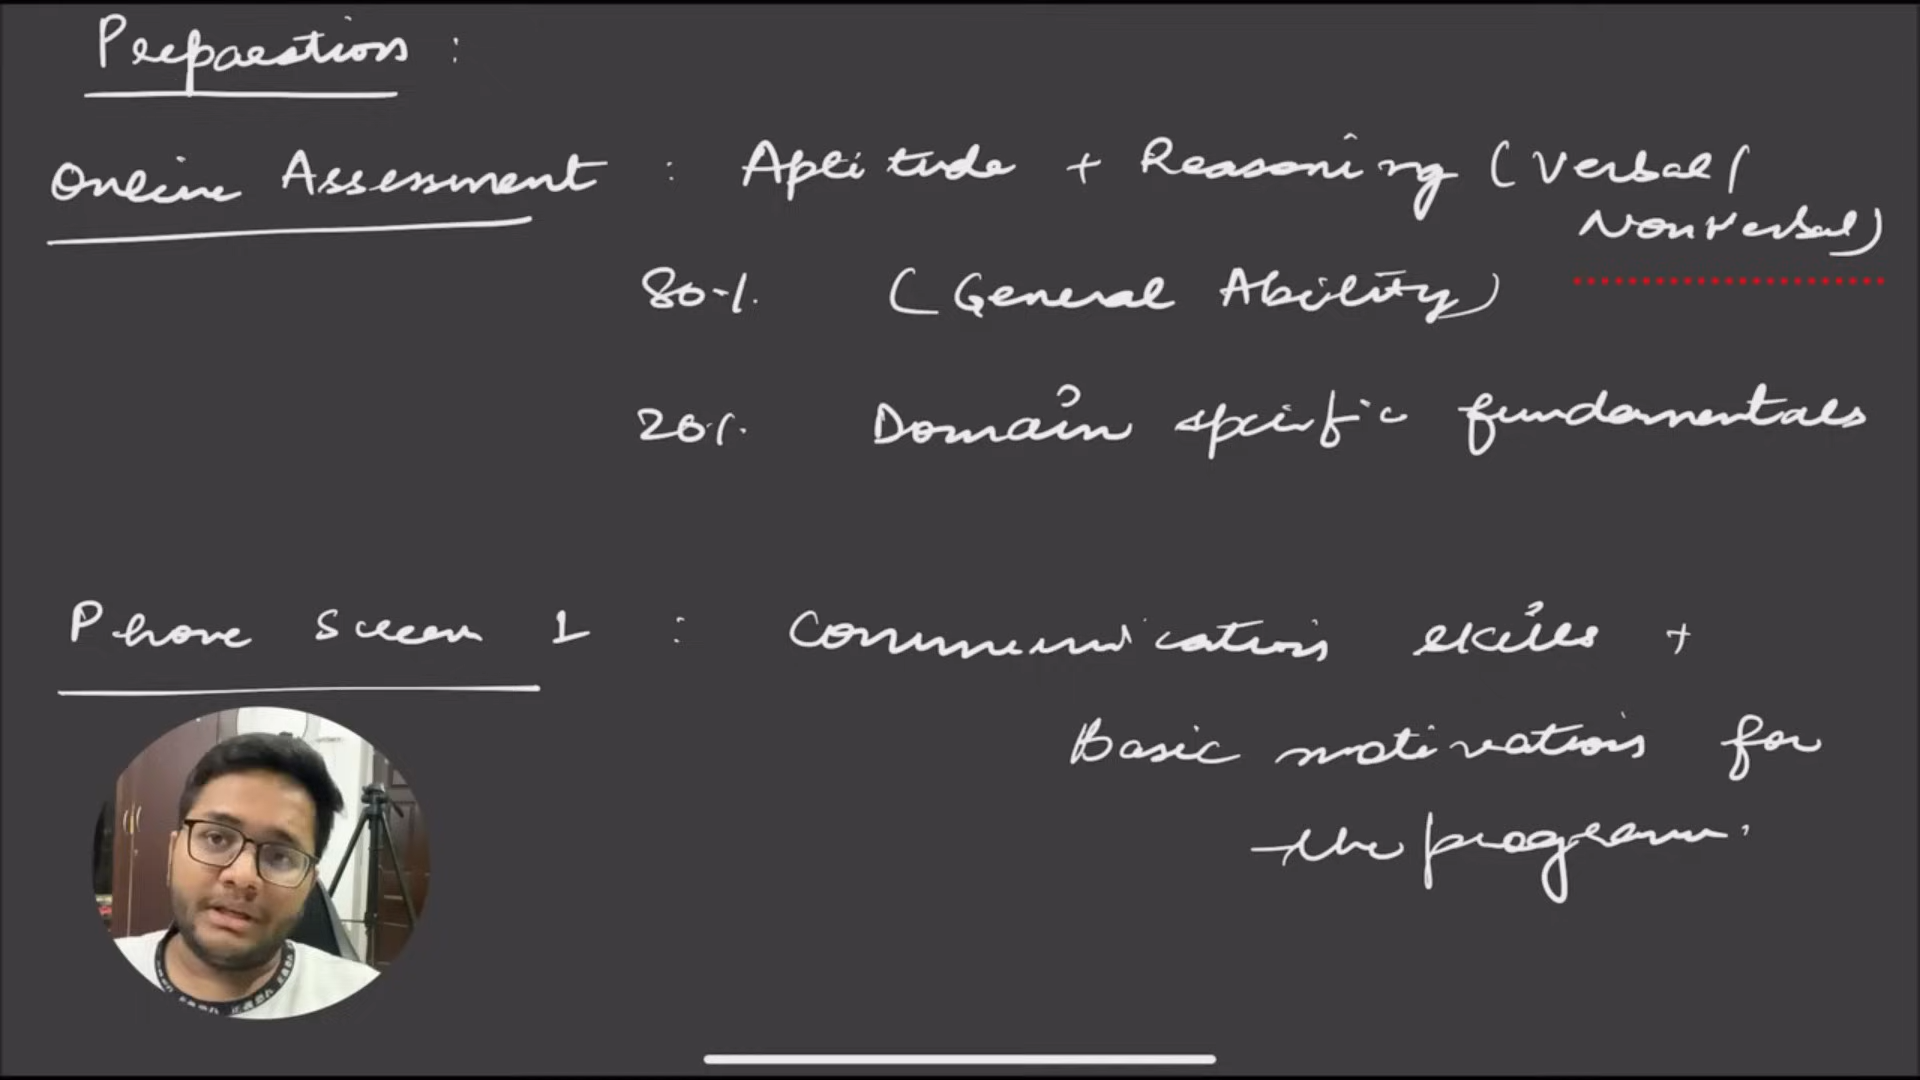 Preparation :
Online Assessment : Aptitude + Reasoning (Verbal/
NonVerbal)
80% (General Ability)
20% Domain specific fundamentals
Phone Screen 1 : Communication skills +
Basic motivation for
the program.